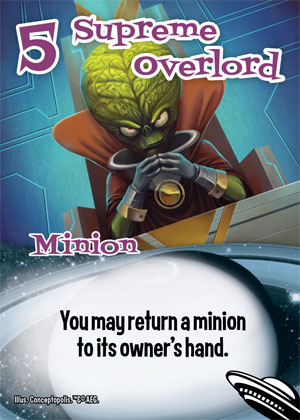 5 Supreme
Overlord
Minion
You may return a minion
to its owner's hand.
Illus. Conceptopolis. ™&© AEG.